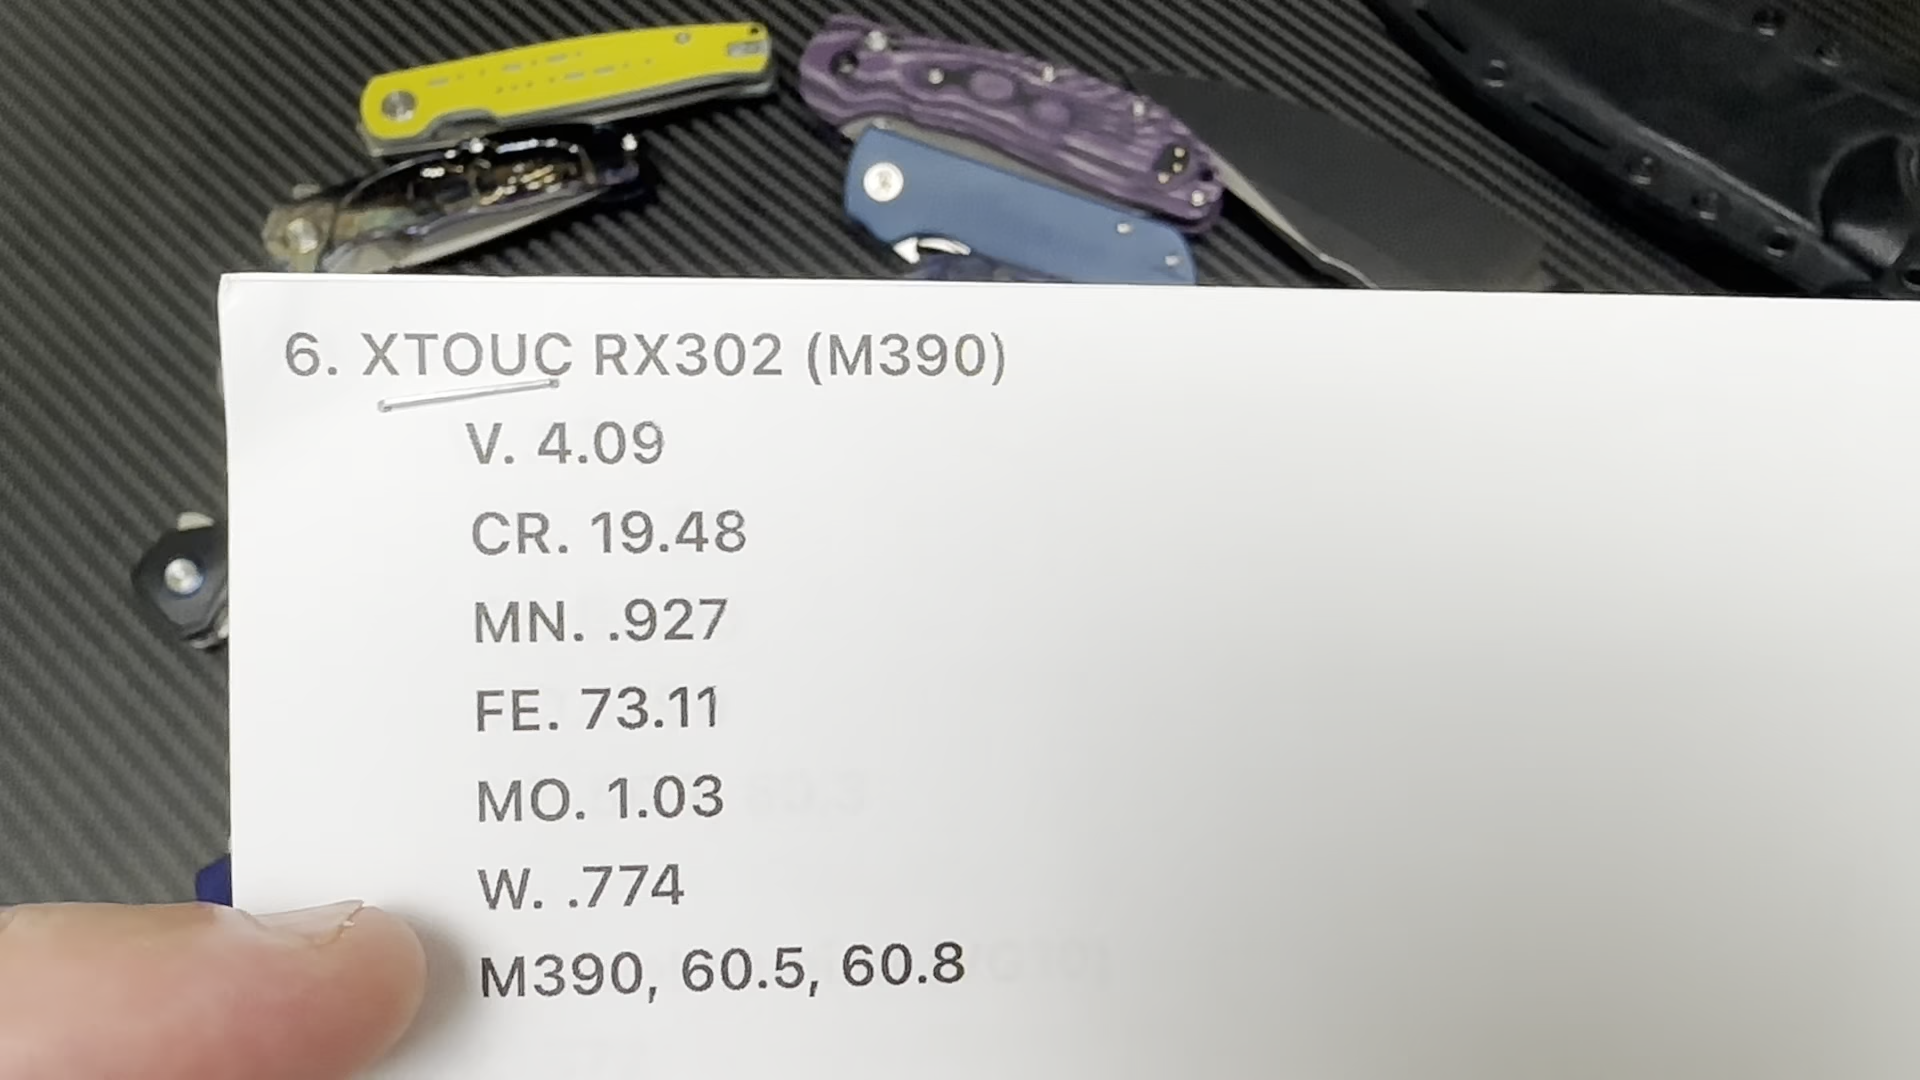 6. XTOUC RX302 (M390)
V. 4.09
CR. 19.48
MN. .927
FE. 73.11
MO. 1.03
W. .774
M390, 60.5, 60.8